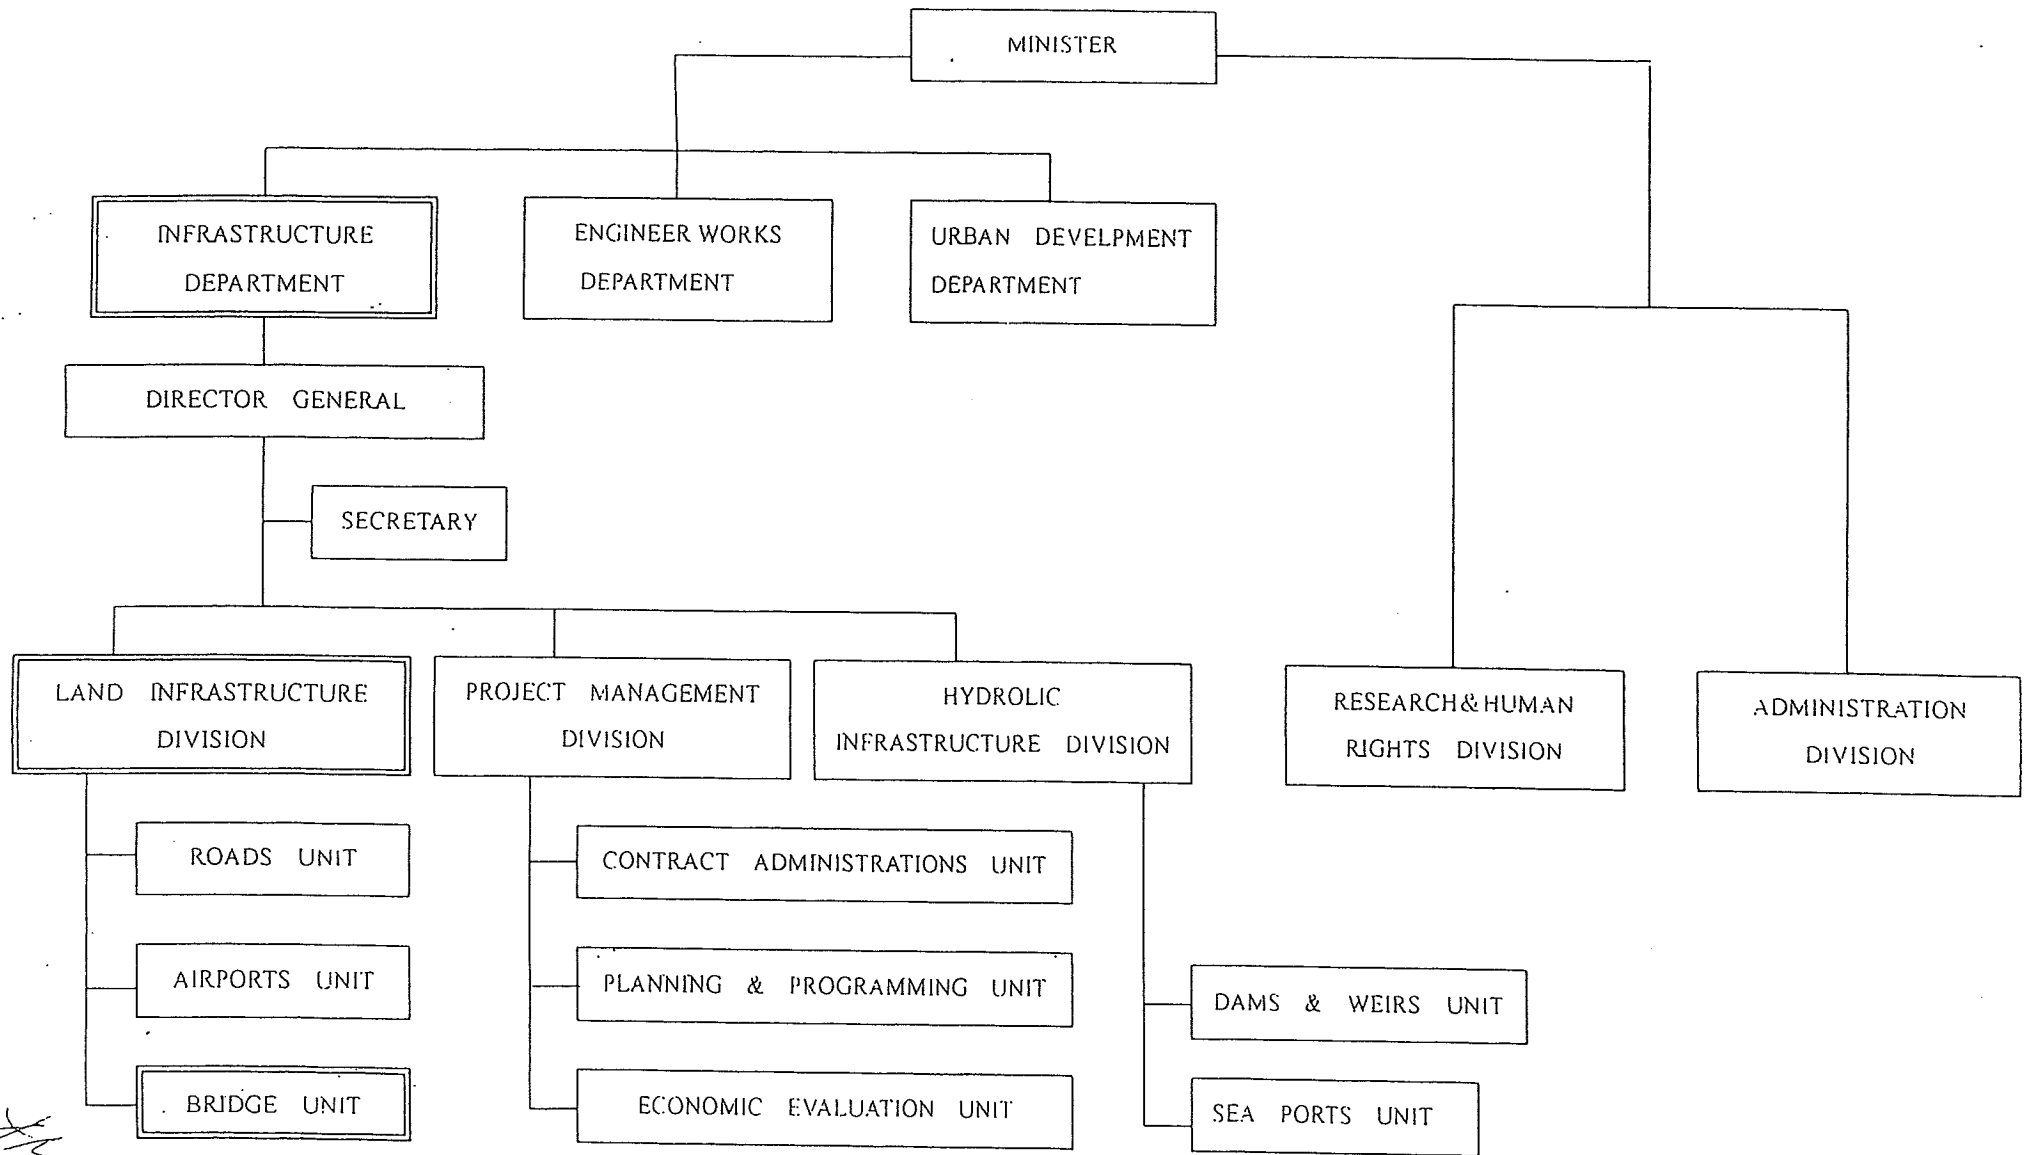 MINISTER
INFRASTRUCTURE
DEPARTMENT
ENGINEER WORKS
DEPARTMENT
URBAN DEVELPMENT
DEPARTMENT
DIRECTOR GENERAL
SECRETARY
LAND INFRASTRUCTURE
DIVISION
PROJECT MANAGEMENT
DIVISION
HYDROLIC
INFRASTRUCTURE DIVISION
RESEARCH&HUMAN
RIGHTS DIVISION
ADMINISTRATION
DIVISION
ROADS UNIT
AIRPORTS UNIT
BRIDGE UNIT
CONTRACT ADMINISTRATIONS UNIT
PLANNING & PROGRAMMING UNIT
ECONOMIC EVALUATION UNIT
DAMS & WEIRS UNIT
SEA PORTS UNIT